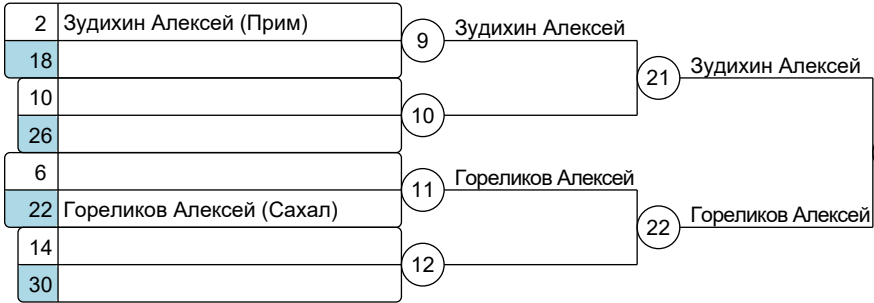 2 Зудихин Алексей (Прим)
9 Зудихин Алексей
18
21 Зудихин Алексей
10
10
26
6
11 Гореликов Алексей
22 Гореликов Алексей (Сахал)
22 Гореликов Алексей
14
12
30